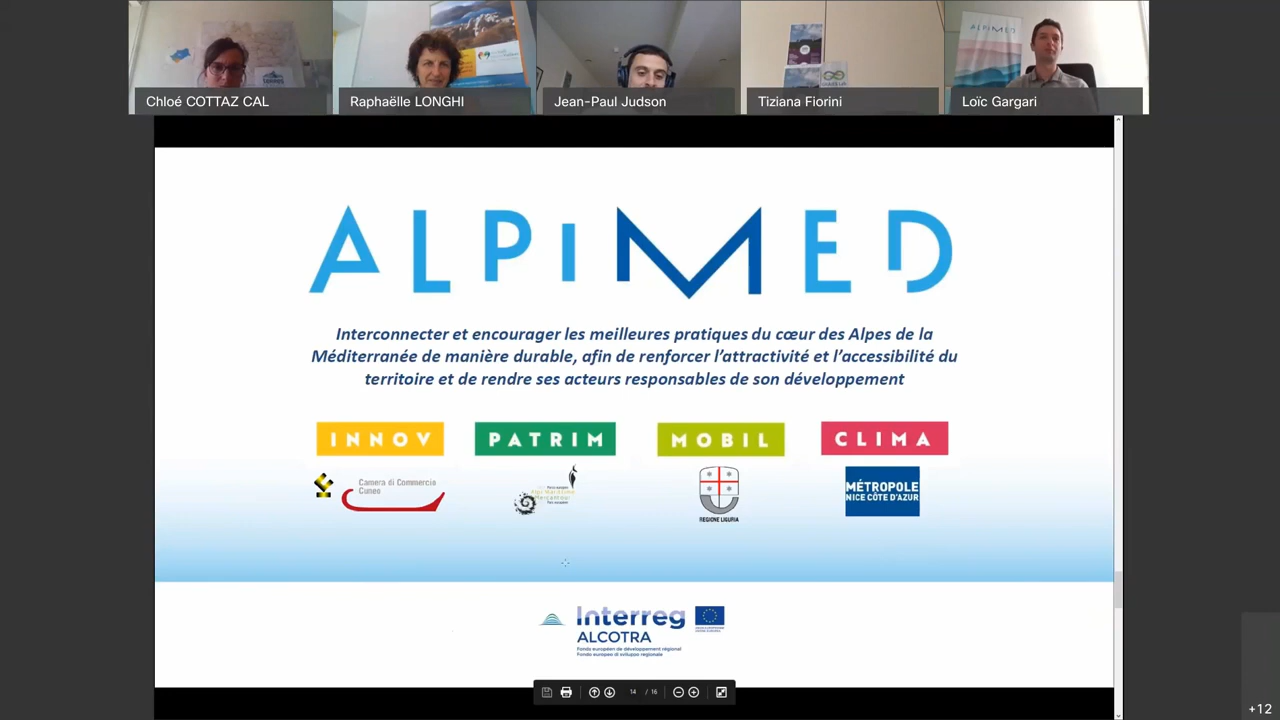 Chloé COTTAZ CAL
Raphaëlle LONGHI
Jean-Paul Judson
Tiziana Fiorini
Loïc Gargari
ALPIMED
ALPiMED
Interconnecter et encourager les meilleures pratiques du cœur des Alpes de la
Méditerranée de manière durable, afin de renforcer l'attractivité et l'accessibilité du
territoire et de rendre ses acteurs responsables de son développement
INNOV
PATRIM
MOBIL
CLIMA
Camera di Commercio
Cuneo
REGIONE LIGURIA
MÉTROPOLE
NICE CÔTE D'AZUR
Interreg
ALCOTRA
Fonds européen de développement régional
Fondo europeo di sviluppo regionale
14 / 16
+12